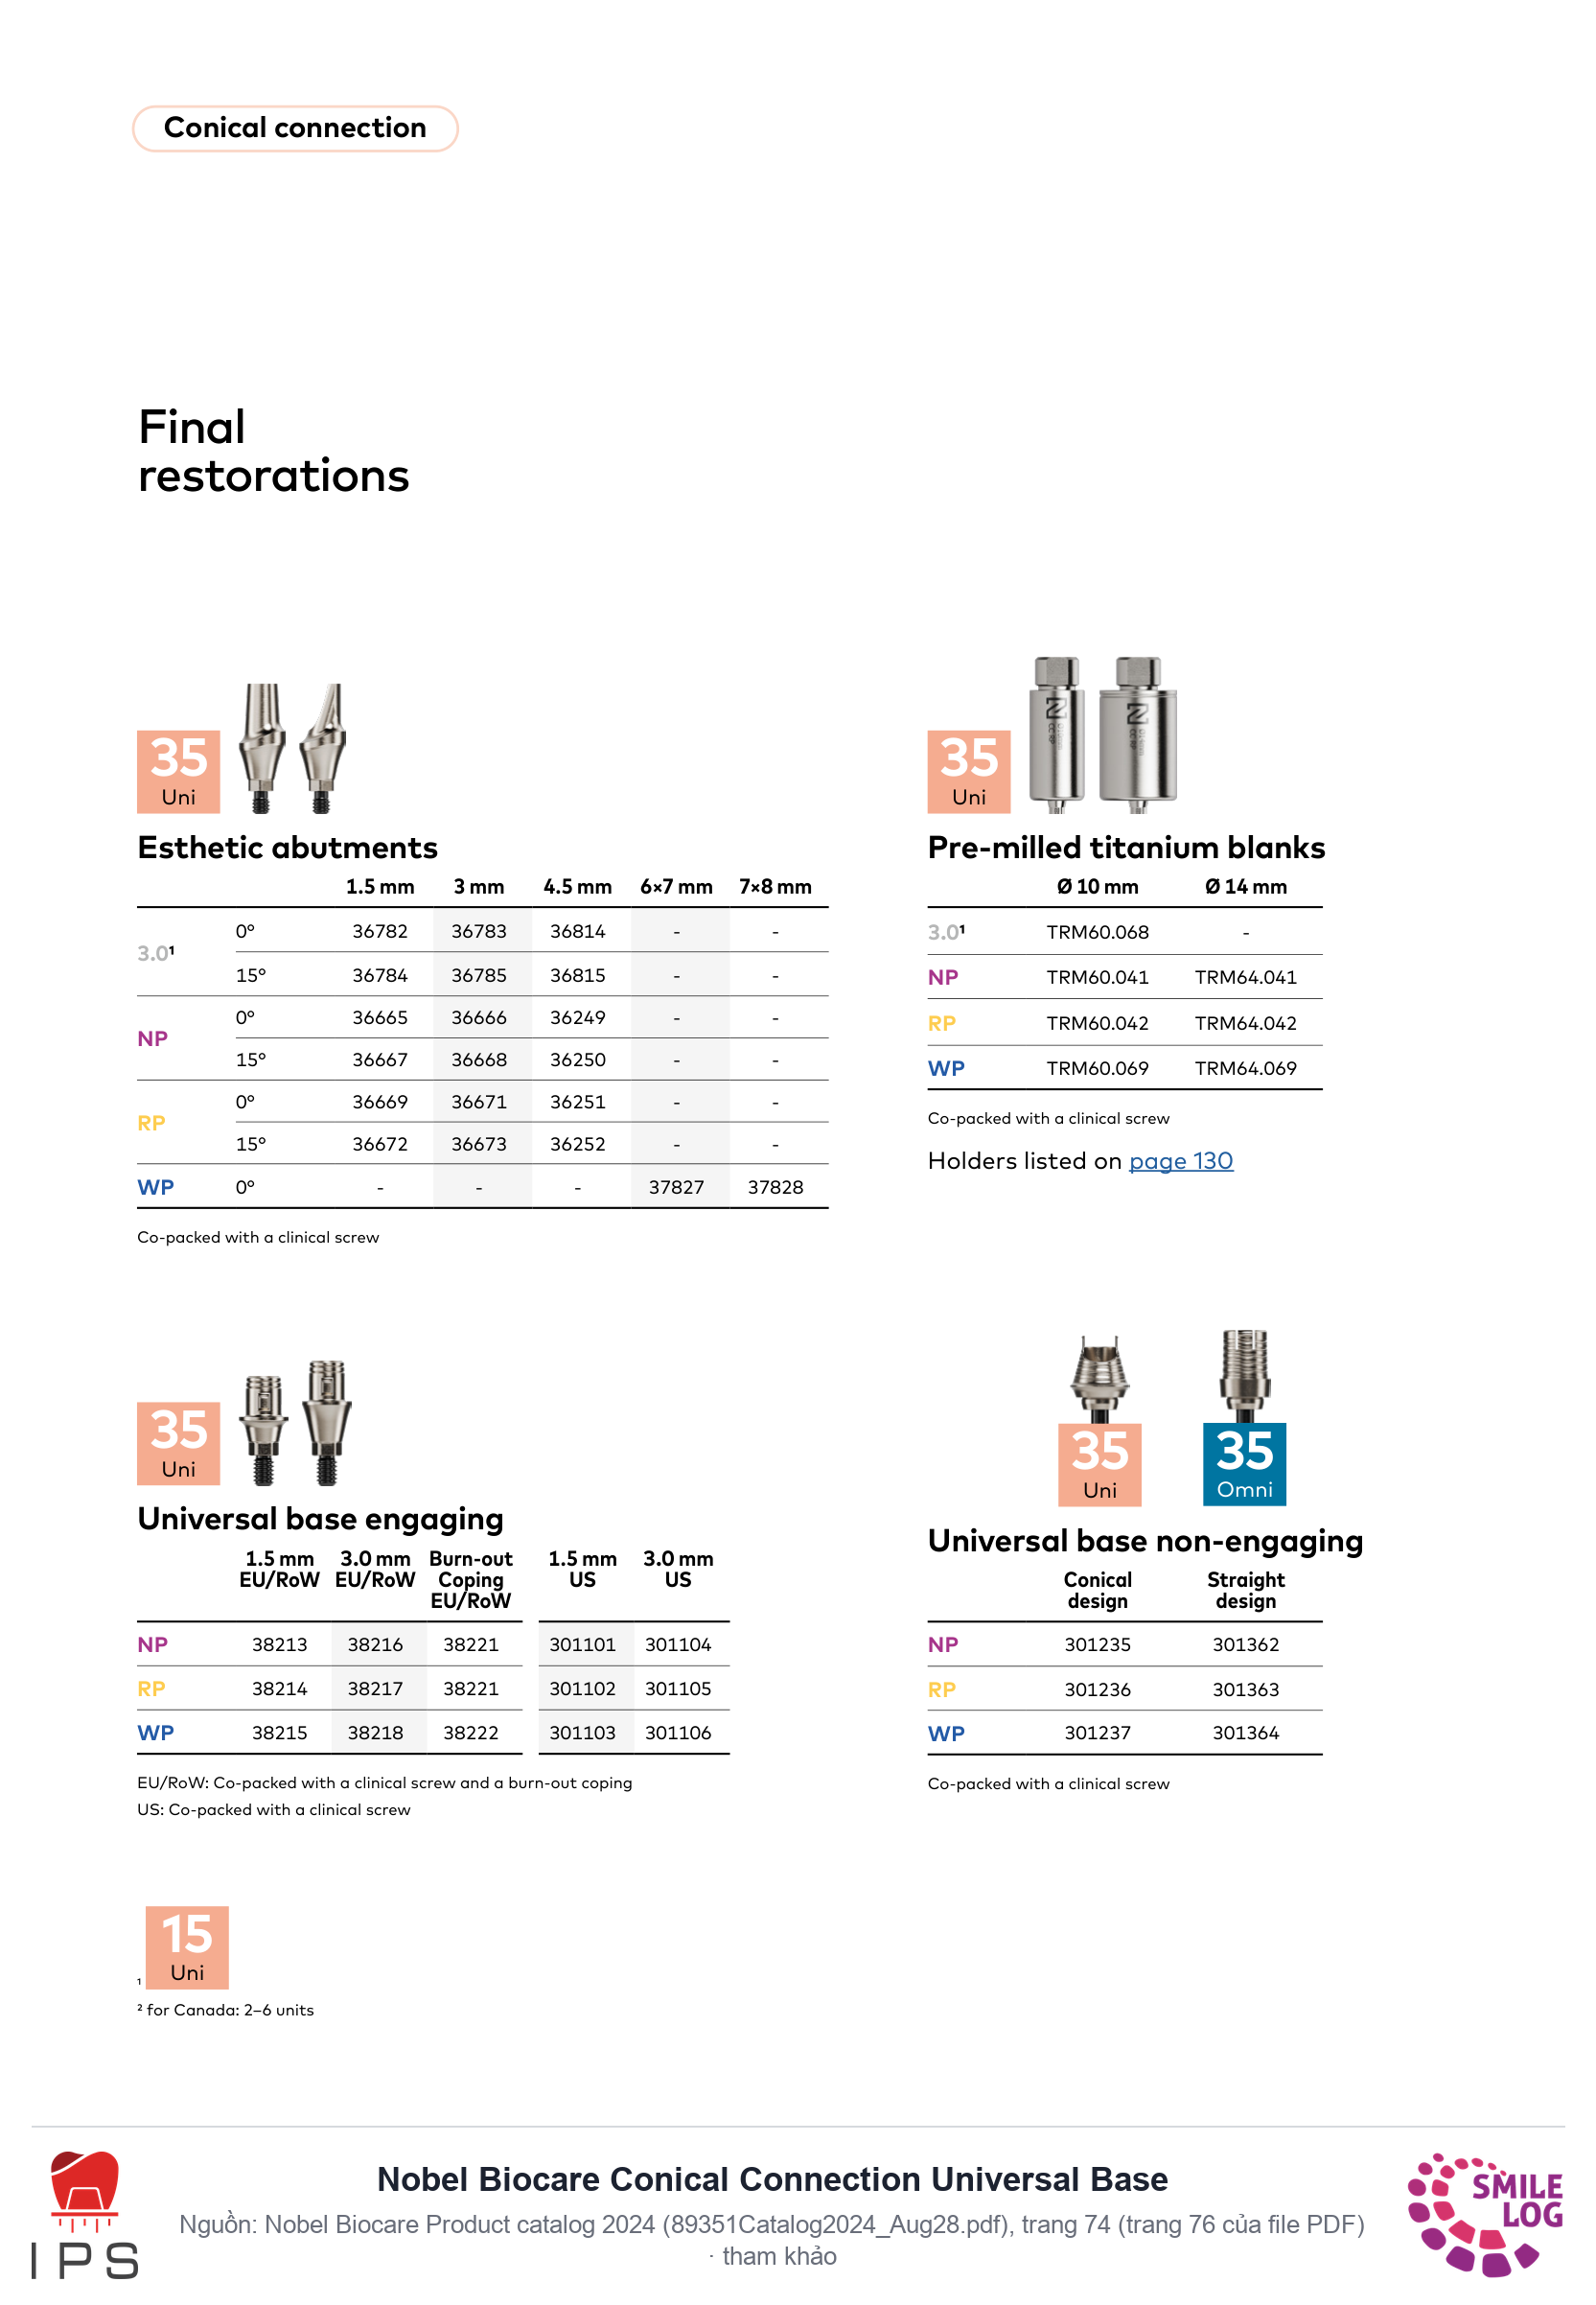 Conical connection
Final
restorations
35
Uni
Esthetic abutments
1.5 mm 3 mm 4.5 mm 6×7 mm 7×8 mm
3.0¹ 0° 36782 36783 36814 - -
15° 36784 36785 36815 - -
NP 0° 36665 36666 36249 - -
15° 36667 36668 36250 - -
RP 0° 36669 36671 36251 - -
15° 36672 36673 36252 - -
WP 0° - - - 37827 37828
Co-packed with a clinical screw
35
Uni
Pre-milled titanium blanks
Ø 10 mm Ø 14 mm
3.0¹ TRM60.068 -
NP TRM60.041 TRM64.041
RP TRM60.042 TRM64.042
WP TRM60.069 TRM64.069
Co-packed with a clinical screw
Holders listed on page 130
35
Uni
Universal base engaging
1.5 mm 3.0 mm Burn-out 1.5 mm 3.0 mm
EU/RoW EU/RoW Coping US US
EU/RoW
NP 38213 38216 38221 301101 301104
RP 38214 38217 38221 301102 301105
WP 38215 38218 38222 301103 301106
EU/RoW: Co-packed with a clinical screw and a burn-out coping
US: Co-packed with a clinical screw
35
Uni
35
Omni
Universal base non-engaging
Conical Straight
design design
NP 301235 301362
RP 301236 301363
WP 301237 301364
Co-packed with a clinical screw
¹ 15
Uni
² for Canada: 2–6 units
IPS
Nobel Biocare Conical Connection Universal Base
Nguồn: Nobel Biocare Product catalog 2024 (89351Catalog2024_Aug28.pdf), trang 74 (trang 76 của file PDF)
· tham khảo
SMILE
LOG